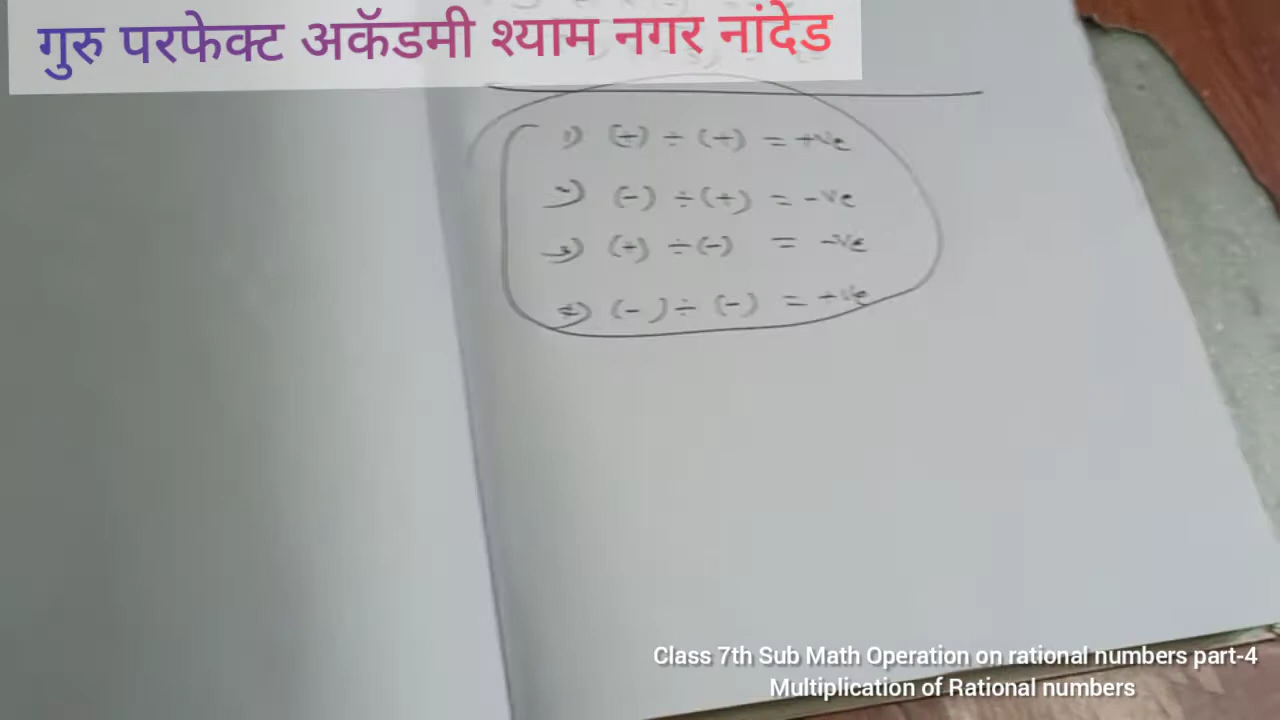 गुरु परफेक्ट अकॅडमी श्याम नगर नांदेड
1) (+) ÷ (+) = +ve
2) (-) ÷ (+) = -ve
3) (+) ÷ (-) = -ve
4) (-) ÷ (-) = +ve
Class 7th Sub Math Operation on rational numbers part-4
Multiplication of Rational numbers